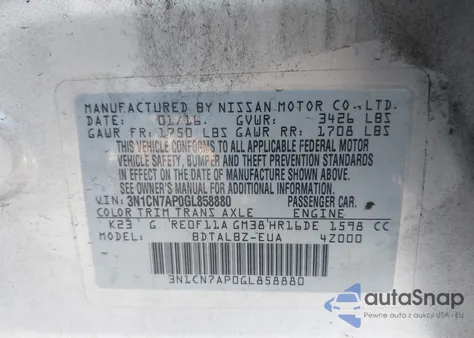 MANUFACTURED BY NISSAN MOTOR CO., LTD.
DATE: 01/16. GVWR: 3426 LBS
GAWR FR: 1750 LBS GAWR RR: 1708 LBS
THIS VEHICLE CONFORMS TO ALL APPLICABLE FEDERAL MOTOR
VEHICLE SAFETY, BUMPER AND THEFT PREVENTION STANDARDS
IN EFFECT ON THE DATE OF MANUFACTURE SHOWN ABOVE.
SEE OWNER'S MANUAL FOR ADDITIONAL INFORMATION.
VIN: 3N1CN7AP0GL858880 PASSENGER CAR.
COLOR TRIM TRANS AXLE ENGINE
K23 G RE0F11A GM38 HR16DE 1598 CC
MODEL: BDTALBZ-EUA 4Z000
3N1CN7AP0GL858880
autoSnap
Pewne auta z aukcji USA i EU